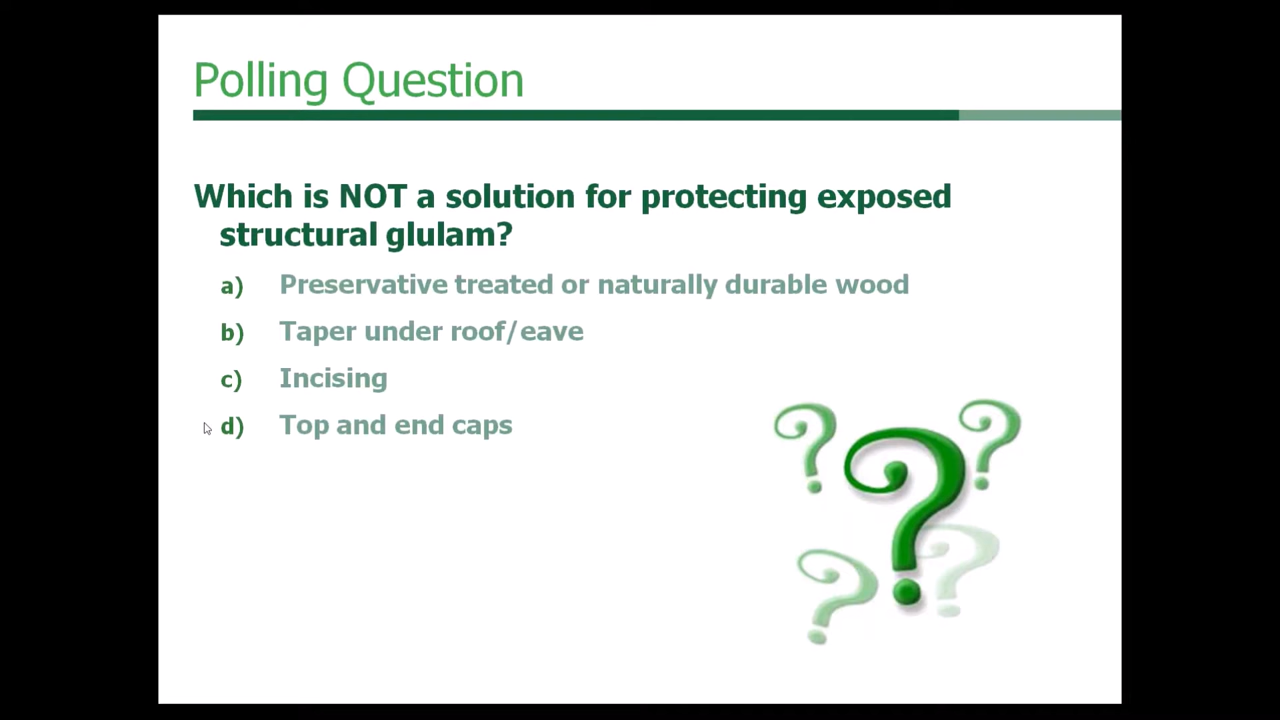 Polling Question
Which is NOT a solution for protecting exposed
structural glulam?
a) Preservative treated or naturally durable wood
b) Taper under roof/eave
c) Incising
d) Top and end caps